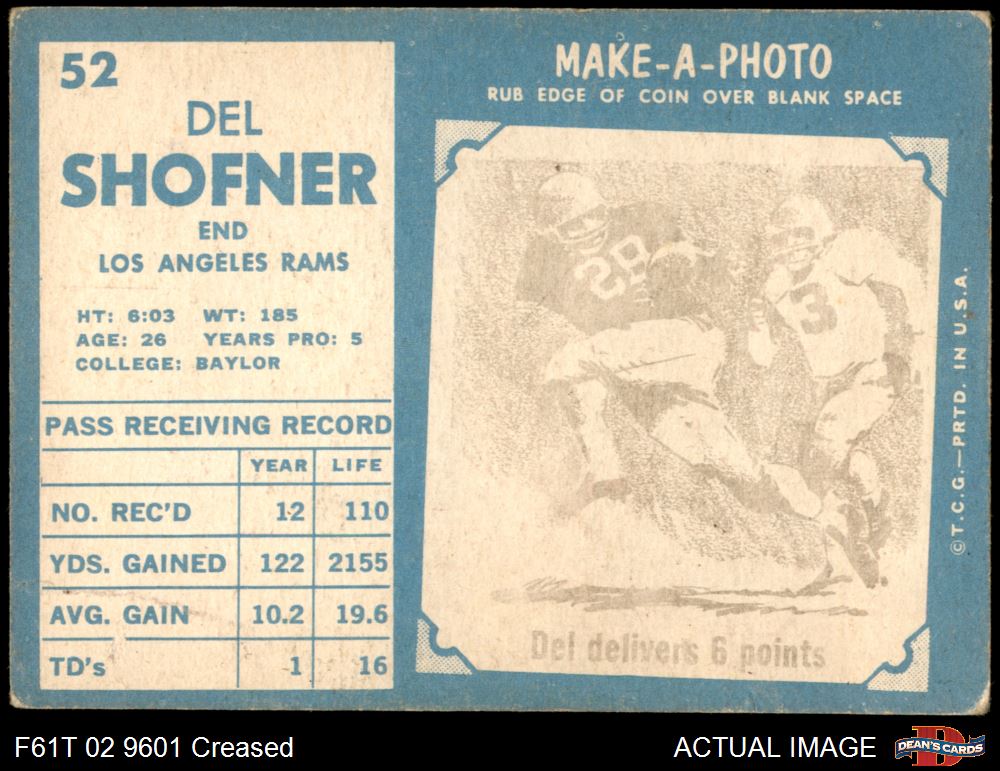 52
DEL
SHOFNER
END
LOS ANGELES RAMS
HT: 6:03 WT: 185
AGE: 26 YEARS PRO: 5
COLLEGE: BAYLOR
PASS RECEIVING RECORD
YEAR LIFE
NO. REC'D 12 110
YDS. GAINED 122 2155
AVG. GAIN 10.2 19.6
TD's 1 16
MAKE-A-PHOTO
RUB EDGE OF COIN OVER BLANK SPACE
28
3
Del delivers 6 points
©T.C.G.—PRTD. IN U.S.A.
F61T 02 9601 Creased
ACTUAL IMAGE
D
DEAN'S CARDS